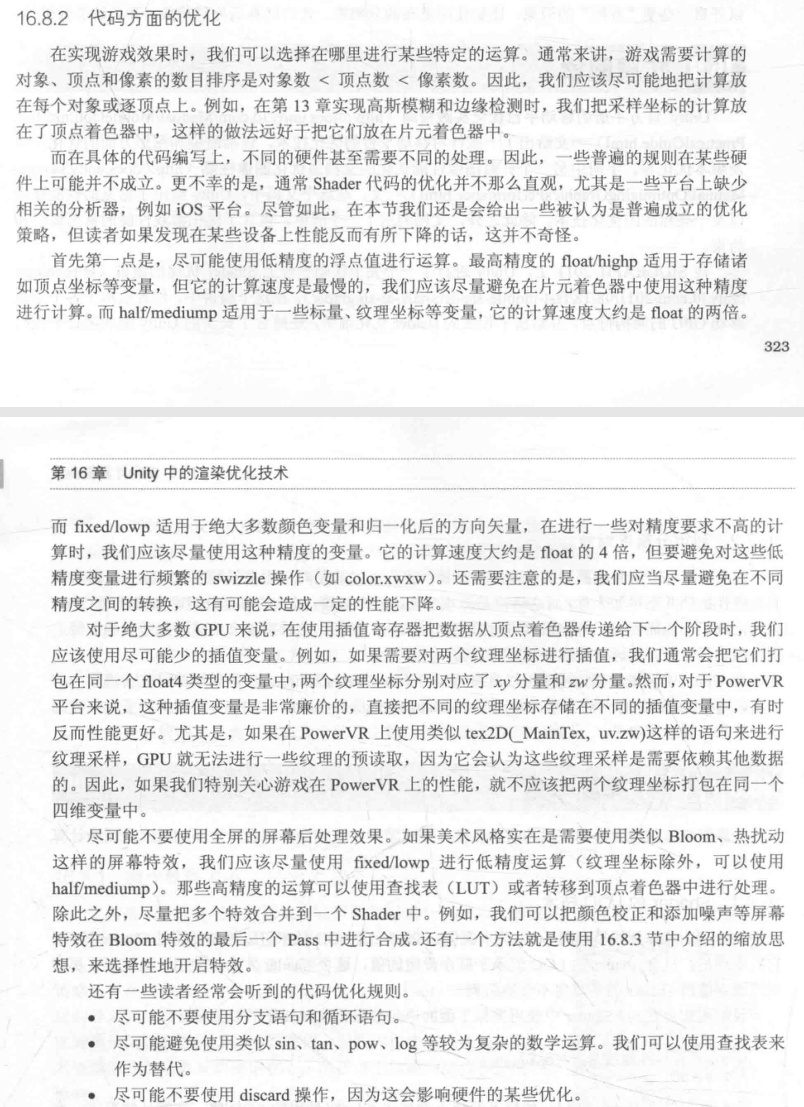 16.8.2 代码方面的优化
在实现游戏效果时，我们可以选择在哪里进行某些特定的运算。通常来讲，游戏需要计算的
对象、顶点和像素的数目排序是对象数 < 顶点数 < 像素数。因此，我们应该尽可能地把计算放
在每个对象或逐顶点上。例如，在第 13 章实现高斯模糊和边缘检测时，我们把采样坐标的计算放
在了顶点着色器中，这样的做法远好于把它们放在片元着色器中。
而在具体的代码编写上，不同的硬件甚至需要不同的处理。因此，一些普遍的规则在某些硬
件上可能并不成立。更不幸的是，通常 Shader 代码的优化并不那么直观，尤其是一些平台上缺少
相关的分析器，例如 iOS 平台。尽管如此，在本节我们还是会给出一些被认为是普遍成立的优化
策略，但读者如果发现在某些设备上性能反而有所下降的话，这并不奇怪。
首先第一点是，尽可能使用低精度的浮点值进行运算。最高精度的 float/highp 适用于存储诸
如顶点坐标等变量，但它的计算速度是最慢的，我们应该尽量避免在片元着色器中使用这种精度
进行计算。而 half/mediump 适用于一些标量、纹理坐标等变量，它的计算速度大约是 float 的两倍。
323
第 16 章 Unity 中的渲染优化技术
而 fixed/lowp 适用于绝大多数颜色变量和归一化后的方向矢量，在进行一些对精度要求不高的计
算时，我们应该尽量使用这种精度的变量。它的计算速度大约是 float 的 4 倍，但要避免对这些低
精度变量进行频繁的 swizzle 操作（如 color.xwxw）。还需要注意的是，我们应当尽量避免在不同
精度之间的转换，这有可能会造成一定的性能下降。
对于绝大多数 GPU 来说，在使用插值寄存器把数据从顶点着色器传递给下一个阶段时，我们
应该使用尽可能少的插值变量。例如，如果需要对两个纹理坐标进行插值，我们通常会把它们打
包在同一个 float4 类型的变量中，两个纹理坐标分别对应了 xy 分量和 zw 分量。然而，对于 PowerVR
平台来说，这种插值变量是非常廉价的，直接把不同的纹理坐标存储在不同的插值变量中，有时
反而性能更好。尤其是，如果在 PowerVR 上使用类似 tex2D(_MainTex, uv.zw)这样的语句来进行
纹理采样，GPU 就无法进行一些纹理的预读取，因为它会认为这些纹理采样是需要依赖其他数据
的。因此，如果我们特别关心游戏在 PowerVR 上的性能，就不应该把两个纹理坐标打包在同一个
四维变量中。
尽可能不要使用全屏的屏幕后处理效果。如果美术风格实在是需要使用类似 Bloom、热扰动
这样的屏幕特效，我们应该尽量使用 fixed/lowp 进行低精度运算（纹理坐标除外，可以使用
half/mediump）。那些高精度的运算可以使用查找表（LUT）或者转移到顶点着色器中进行处理。
除此之外，尽量把多个特效合并到一个 Shader 中。例如，我们可以把颜色校正和添加噪声等屏幕
特效在 Bloom 特效的最后一个 Pass 中进行合成。还有一个方法就是使用 16.8.3 节中介绍的缩放思
想，来选择性地开启特效。
还有一些读者经常会听到的代码优化规则。
● 尽可能不要使用分支语句和循环语句。
● 尽可能避免使用类似 sin、tan、pow、log 等较为复杂的数学运算。我们可以使用查找表来
作为替代。
● 尽可能不要使用 discard 操作，因为这会影响硬件的某些优化。